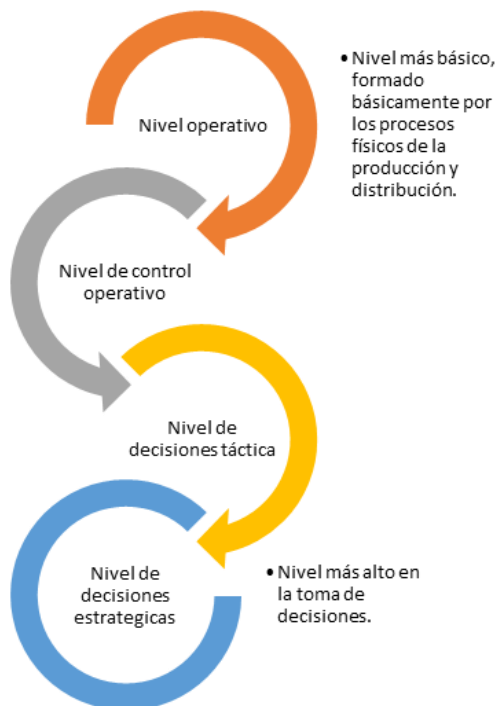 Nivel operativo
• Nivel más básico,
formado
básicamente por
los procesos
físicos de la
producción y
distribución.
Nivel de control
operativo
Nivel de
decisiones táctica
Nivel de
decisiones
estrategicas
• Nivel más alto en
la toma de
decisiones.